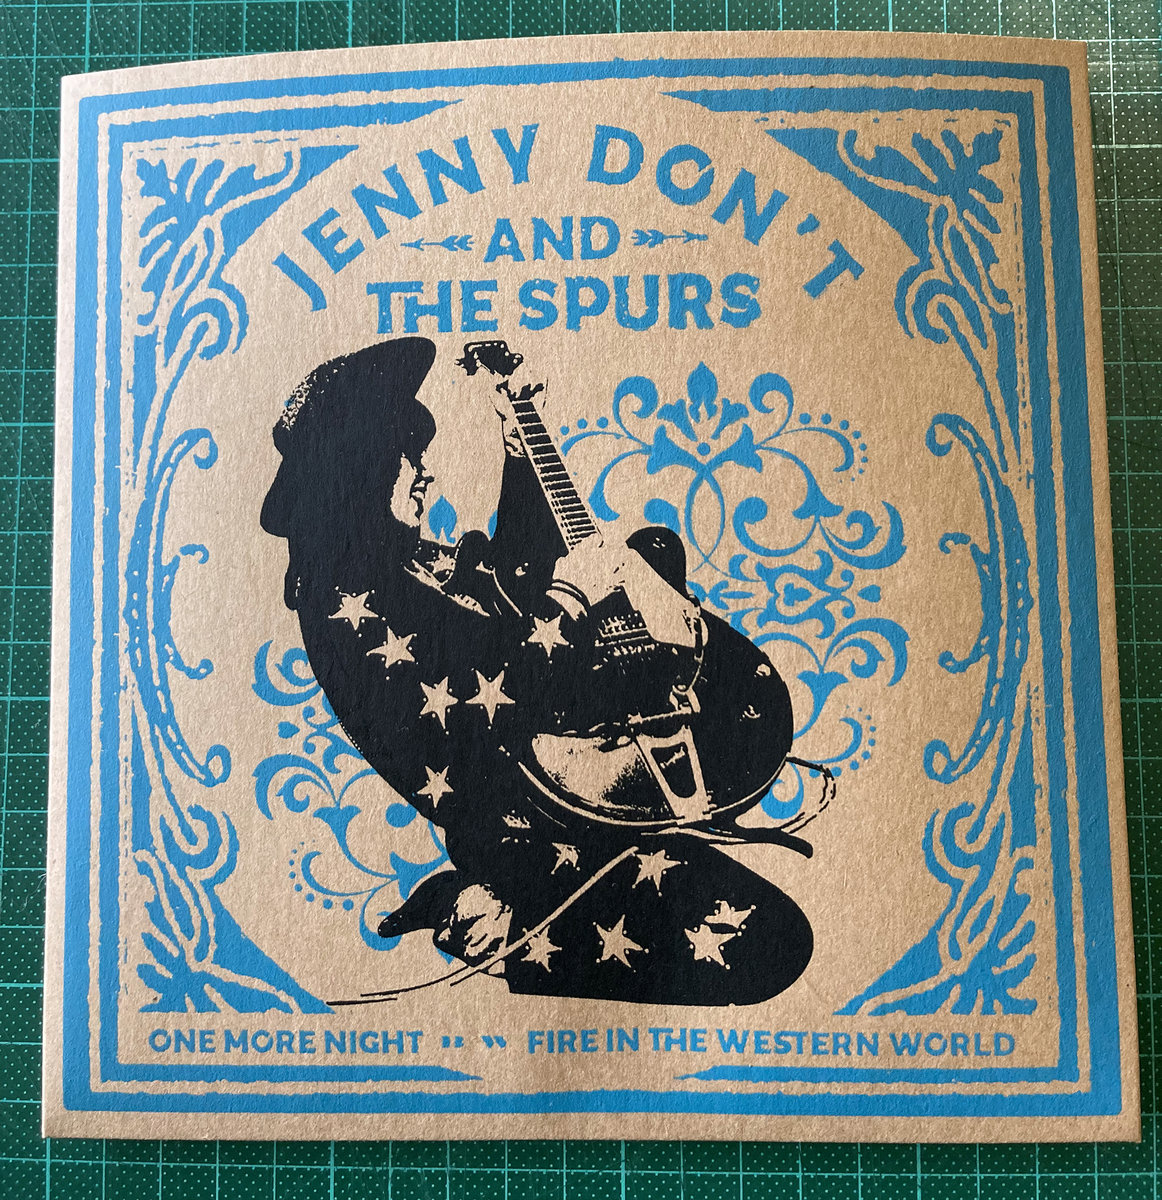 JENNY DON'T
AND
THE SPURS
ONE MORE NIGHT " " FIRE IN THE WESTERN WORLD